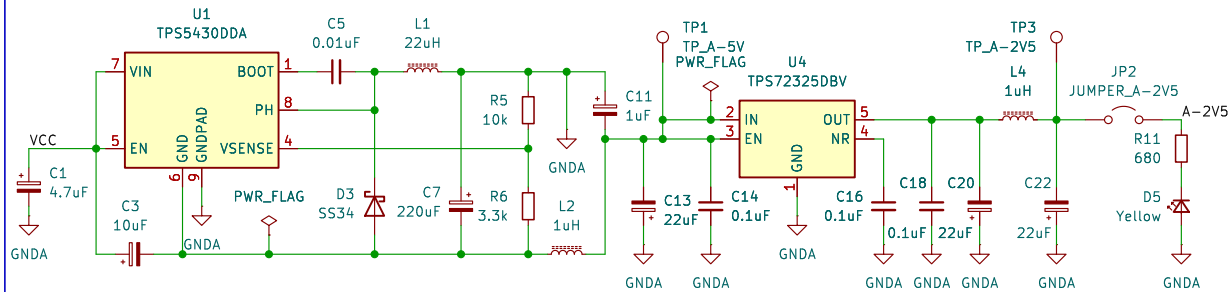 U1
TPS5430DDA
7
VIN
BOOT
1
PH
8
5
EN
VSENSE
4
GND
GNDPAD
6
9
VCC
C1
4.7uF
GNDA
C3
10uF
GNDA
PWR_FLAG
C5
0.01uF
L1
22uH
D3
SS34
C7
220uF
R5
10k
R6
3.3k
GNDA
L2
1uH
C11
1uF
TP1
TP_A-5V
PWR_FLAG
C13
22uF
GNDA
C14
0.1uF
GNDA
U4
TPS72325DBV
2
IN
OUT
5
3
EN
NR
4
GND
1
GNDA
C16
0.1uF
GNDA
C18
0.1uF
GNDA
C20
22uF
GNDA
L4
1uH
TP3
TP_A-2V5
C22
22uF
GNDA
JP2
JUMPER_A-2V5
A-2V5
R11
680
D5
Yellow
GNDA